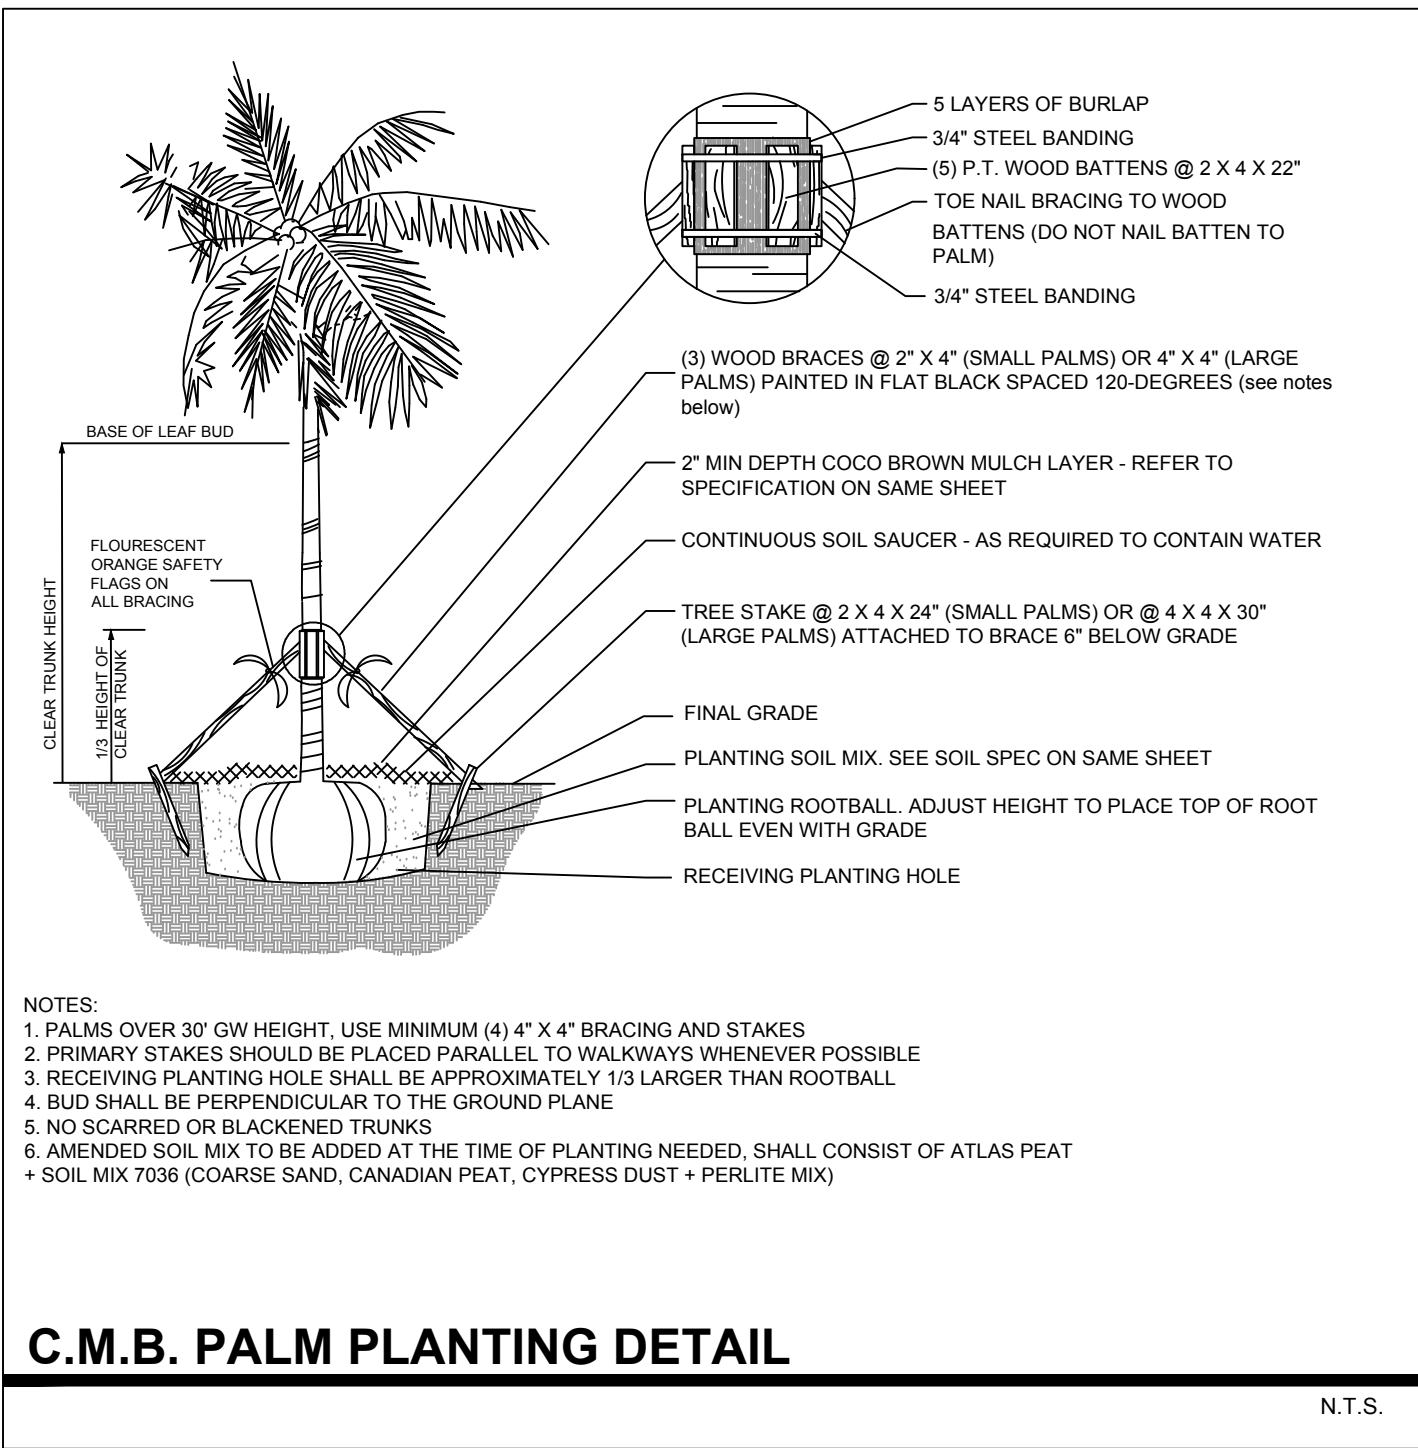 5 LAYERS OF BURLAP
3/4" STEEL BANDING
(5) P.T. WOOD BATTENS @ 2 X 4 X 22"
TOE NAIL BRACING TO WOOD
BATTENS (DO NOT NAIL BATTEN TO
PALM)
3/4" STEEL BANDING
(3) WOOD BRACES @ 2" X 4" (SMALL PALMS) OR 4" X 4" (LARGE
PALMS) PAINTED IN FLAT BLACK SPACED 120-DEGREES (see notes
below)
BASE OF LEAF BUD
2" MIN DEPTH COCO BROWN MULCH LAYER - REFER TO
SPECIFICATION ON SAME SHEET
FLOURESCENT
ORANGE SAFETY
FLAGS ON
ALL BRACING
CONTINUOUS SOIL SAUCER - AS REQUIRED TO CONTAIN WATER
CLEAR TRUNK HEIGHT
1/3 HEIGHT OF
CLEAR TRUNK
TREE STAKE @ 2 X 4 X 24" (SMALL PALMS) OR @ 4 X 4 X 30"
(LARGE PALMS) ATTACHED TO BRACE 6" BELOW GRADE
FINAL GRADE
PLANTING SOIL MIX. SEE SOIL SPEC ON SAME SHEET
PLANTING ROOTBALL. ADJUST HEIGHT TO PLACE TOP OF ROOT
BALL EVEN WITH GRADE
RECEIVING PLANTING HOLE
NOTES:
1. PALMS OVER 30' GW HEIGHT, USE MINIMUM (4) 4" X 4" BRACING AND STAKES
2. PRIMARY STAKES SHOULD BE PLACED PARALLEL TO WALKWAYS WHENEVER POSSIBLE
3. RECEIVING PLANTING HOLE SHALL BE APPROXIMATELY 1/3 LARGER THAN ROOTBALL
4. BUD SHALL BE PERPENDICULAR TO THE GROUND PLANE
5. NO SCARRED OR BLACKENED TRUNKS
6. AMENDED SOIL MIX TO BE ADDED AT THE TIME OF PLANTING NEEDED, SHALL CONSIST OF ATLAS PEAT
+ SOIL MIX 7036 (COARSE SAND, CANADIAN PEAT, CYPRESS DUST + PERLITE MIX)
C.M.B. PALM PLANTING DETAIL
N.T.S.